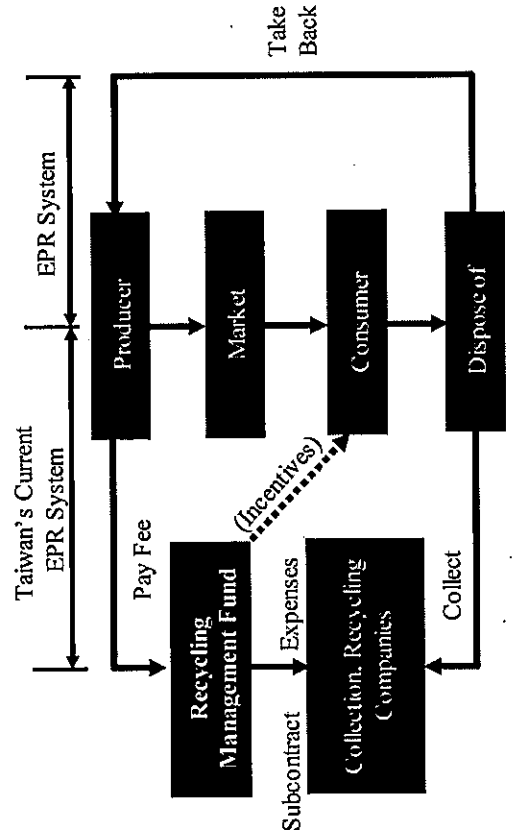 Taiwan's Current
EPR System
EPR System
Pay Fee
Producer
Take
Back
Recycling
Management Fund
Market
(Incentives)
Subcontract
Expenses
Consumer
Collection. Recycling
Companies
Collect
Dispose of